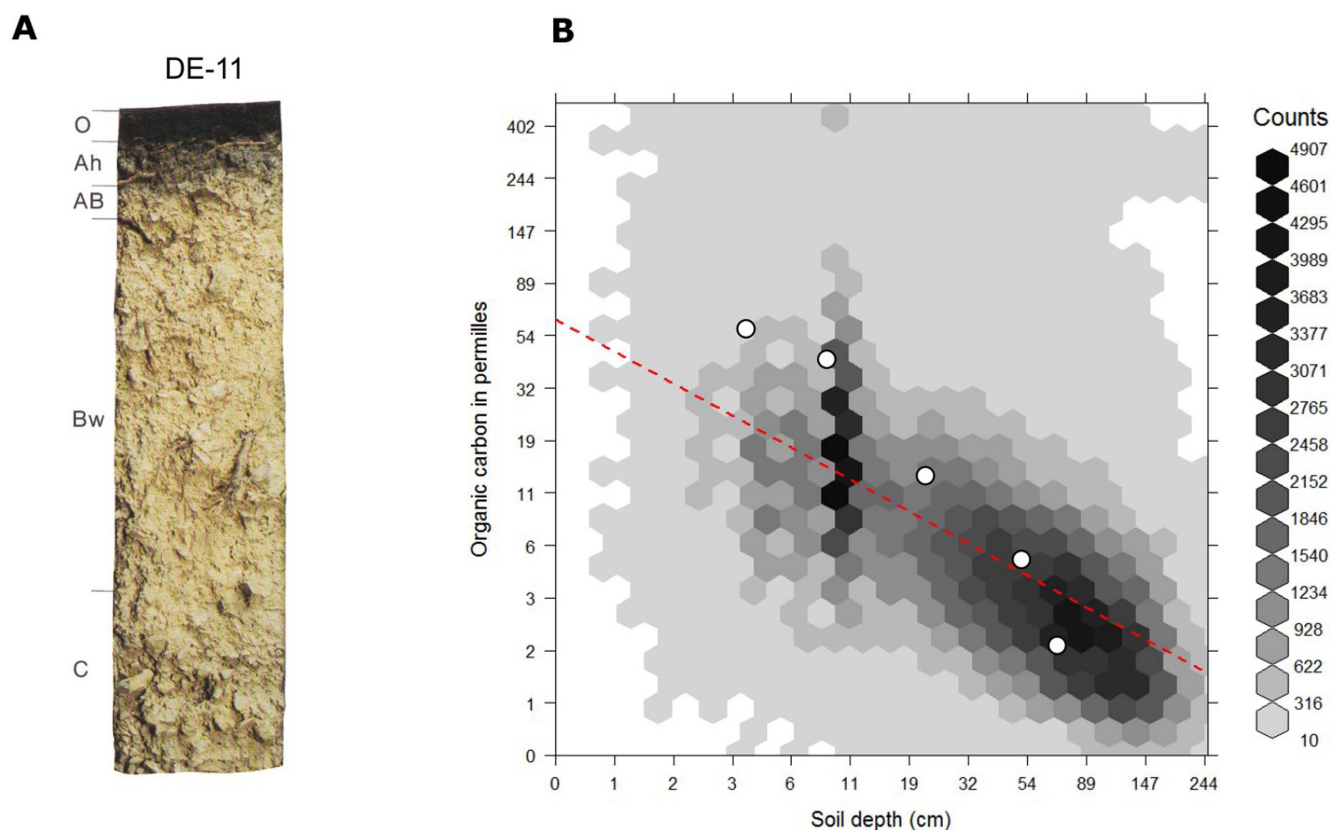 A
DE-11
O
Ah
AB
Bw
C
B
Organic carbon in permilles
402
244
147
89
54
32
19
11
6
3
2
1
0
0 1 2 3 6 11 19 32 54 89 147 244
Soil depth (cm)
Counts
4907
4601
4295
3989
3683
3377
3071
2765
2458
2152
1846
1540
1234
928
622
316
10